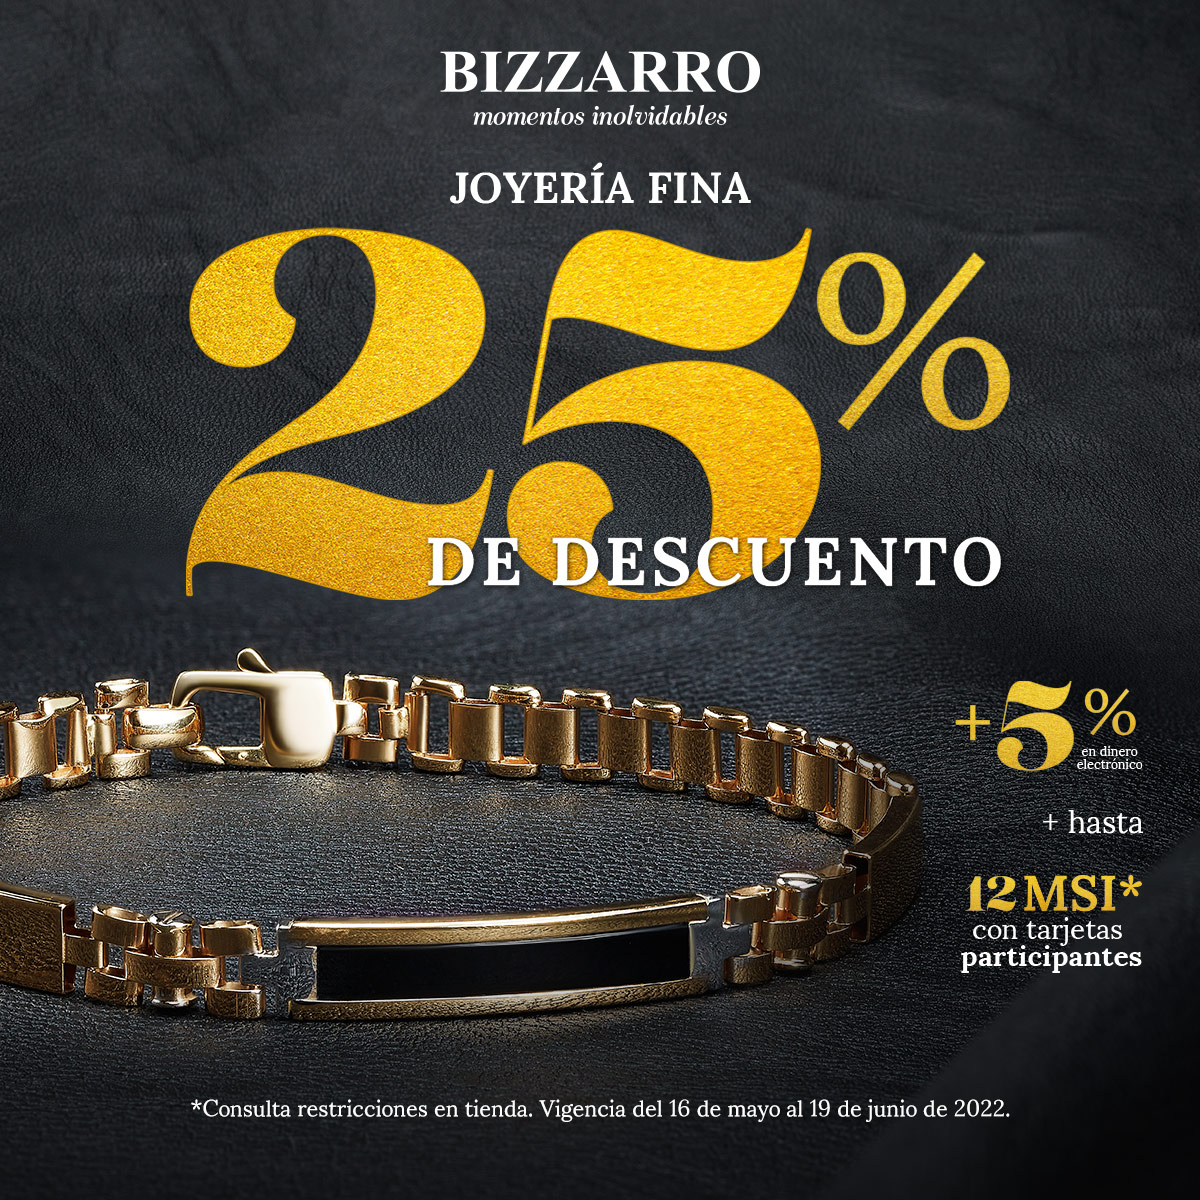 BIZZARRO
momentos inolvidables
JOYERÍA FINA
25%
DE DESCUENTO
+5%
en dinero
electrónico
+ hasta
12 MSI*
con tarjetas
participantes
*Consulta restricciones en tienda. Vigencia del 16 de mayo al 19 de junio de 2022.